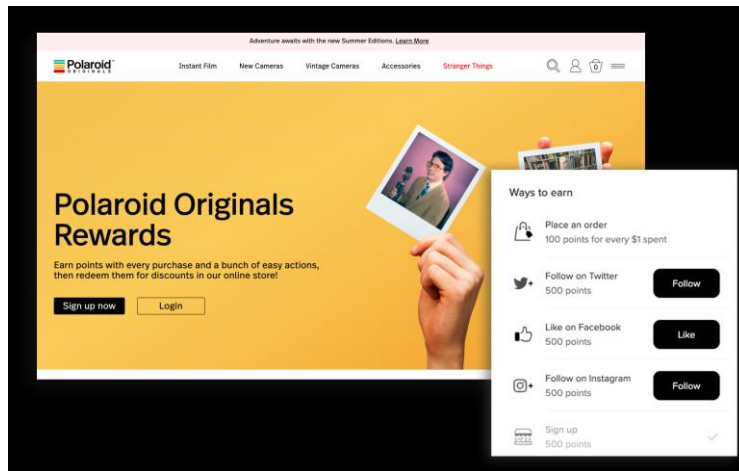 Adventure awaits with the new Summer Editions. Learn More
Polaroid
ORIGINALS
Instant Film
New Cameras
Vintage Cameras
Accessories
Stranger Things
0
Polaroid Originals
Rewards
Earn points with every purchase and a bunch of easy actions,
then redeem them for discounts in our online store!
Sign up now
Login
Ways to earn
Place an order
100 points for every $1 spent
Follow on Twitter
500 points
Follow
Like on Facebook
500 points
Like
Follow on Instagram
500 points
Follow
Sign up
500 points